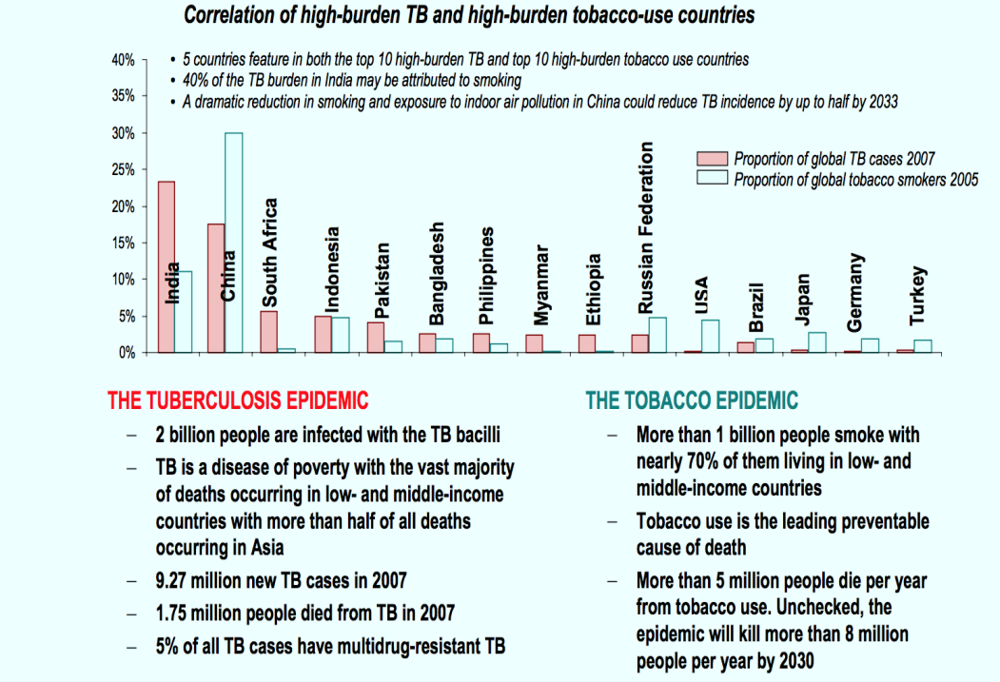 Correlation of high-burden TB and high-burden tobacco-use countries
• 5 countries feature in both the top 10 high-burden TB and top 10 high-burden tobacco use countries
• 40% of the TB burden in India may be attributed to smoking
• A dramatic reduction in smoking and exposure to indoor air pollution in China could reduce TB incidence by up to half by 2033
40%
35%
30%
25%
20%
15%
10%
5%
0%
Proportion of global TB cases 2007
Proportion of global tobacco smokers 2005
India
China
South Africa
Indonesia
Pakistan
Bangladesh
Philippines
Myanmar
Ethiopia
Russian Federation
USA
Brazil
Japan
Germany
Turkey
THE TUBERCULOSIS EPIDEMIC
– 2 billion people are infected with the TB bacilli
– TB is a disease of poverty with the vast majority
of deaths occurring in low- and middle-income
countries with more than half of all deaths
occurring in Asia
– 9.27 million new TB cases in 2007
– 1.75 million people died from TB in 2007
– 5% of all TB cases have multidrug-resistant TB
THE TOBACCO EPIDEMIC
– More than 1 billion people smoke with
nearly 70% of them living in low- and
middle-income countries
– Tobacco use is the leading preventable
cause of death
– More than 5 million people die per year
from tobacco use. Unchecked, the
epidemic will kill more than 8 million
people per year by 2030